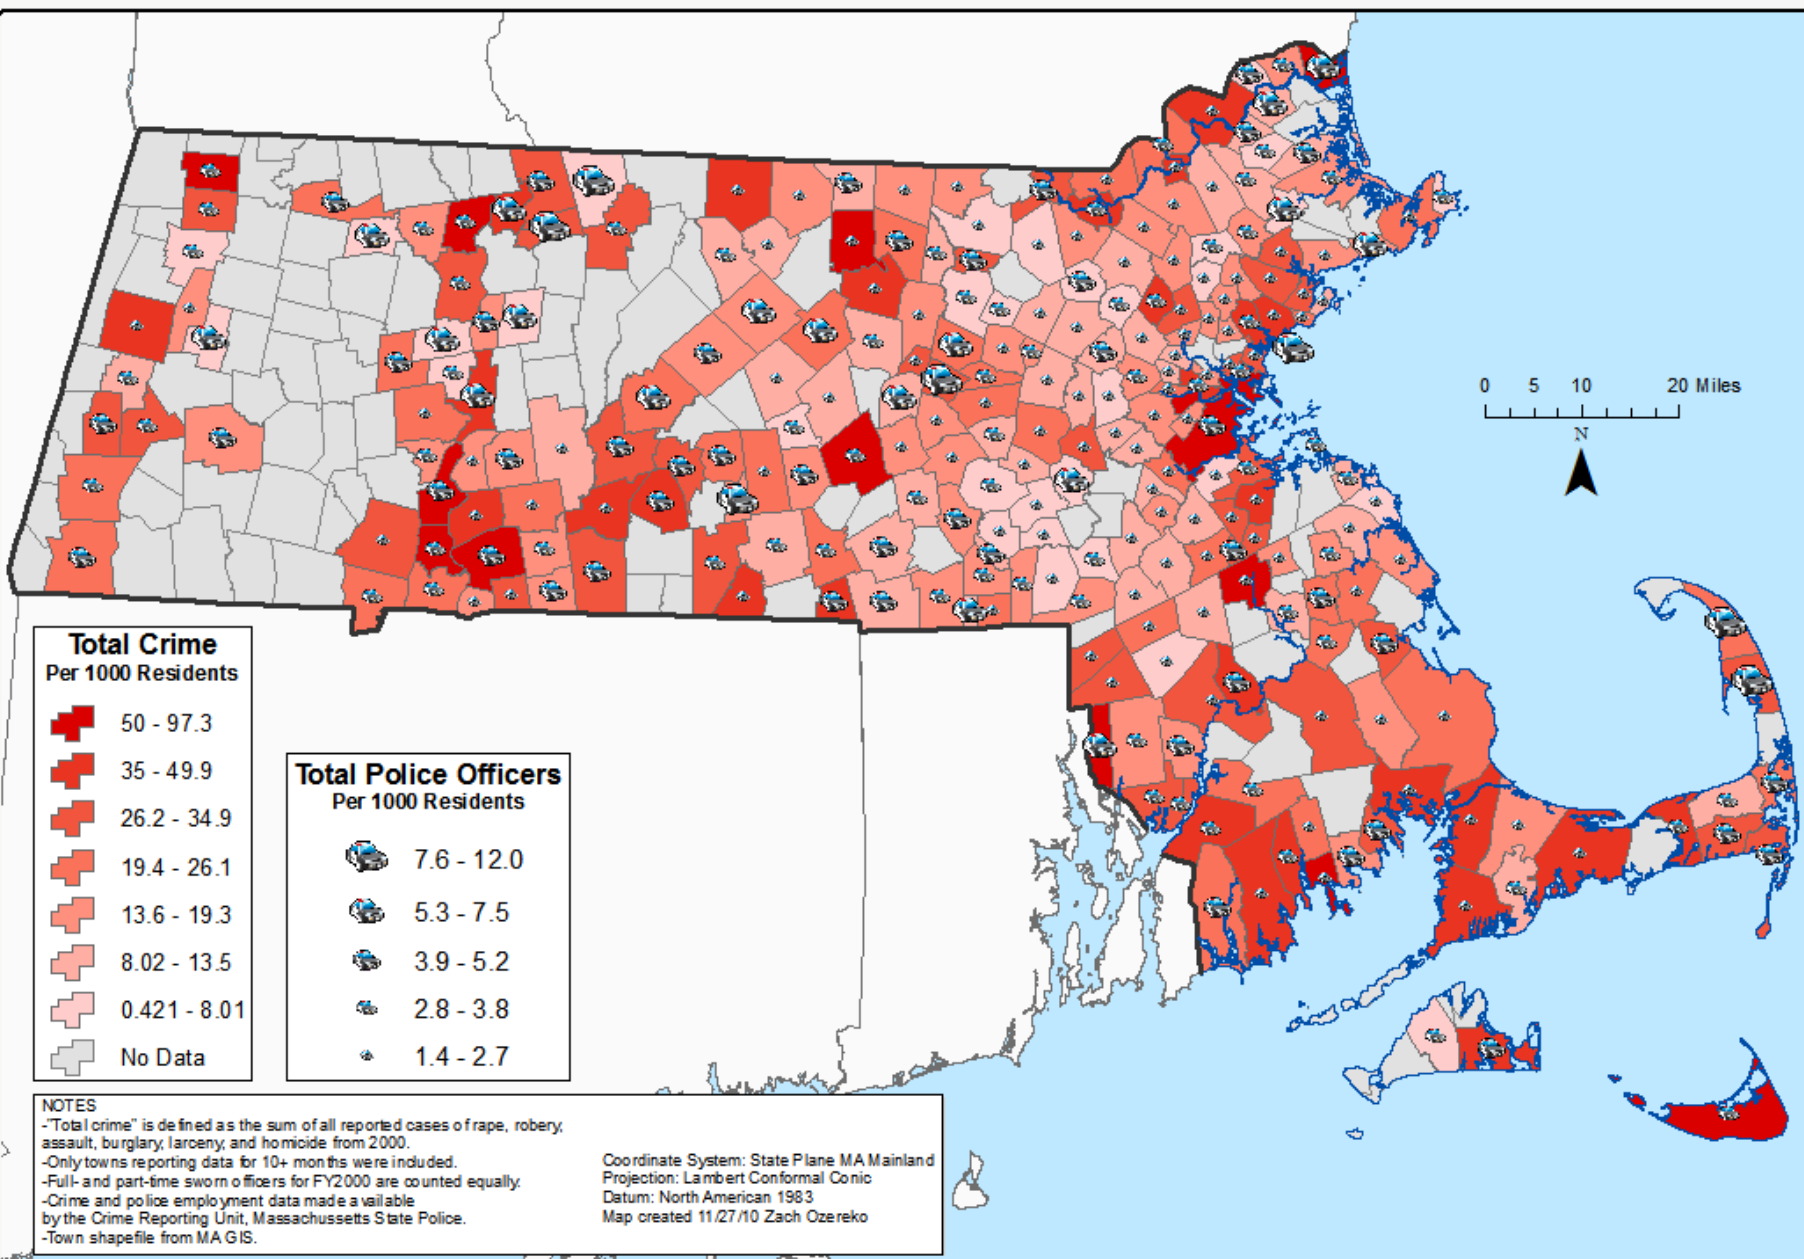 0 5 10 20 Miles
N
Total Crime
Per 1000 Residents
50 - 97.3
35 - 49.9
26.2 - 34.9
19.4 - 26.1
13.6 - 19.3
8.02 - 13.5
0.421 - 8.01
No Data
Total Police Officers
Per 1000 Residents
7.6 - 12.0
5.3 - 7.5
3.9 - 5.2
2.8 - 3.8
1.4 - 2.7
NOTES
-"Total crime" is defined as the sum of all reported cases of rape, robery,
assault, burglary, larceny, and homicide from 2000.
-Only towns reporting data for 10+ months were included.
-Full- and part-time sworn officers for FY2000 are counted equally.
-Crime and police employment data made available
by the Crime Reporting Unit, Massachussetts State Police.
-Town shapefile from MAGIS.
Coordinate System: State Plane MA Mainland
Projection: Lambert Conformal Conic
Datum: North American 1983
Map created 11/27/10 Zach Ozereko